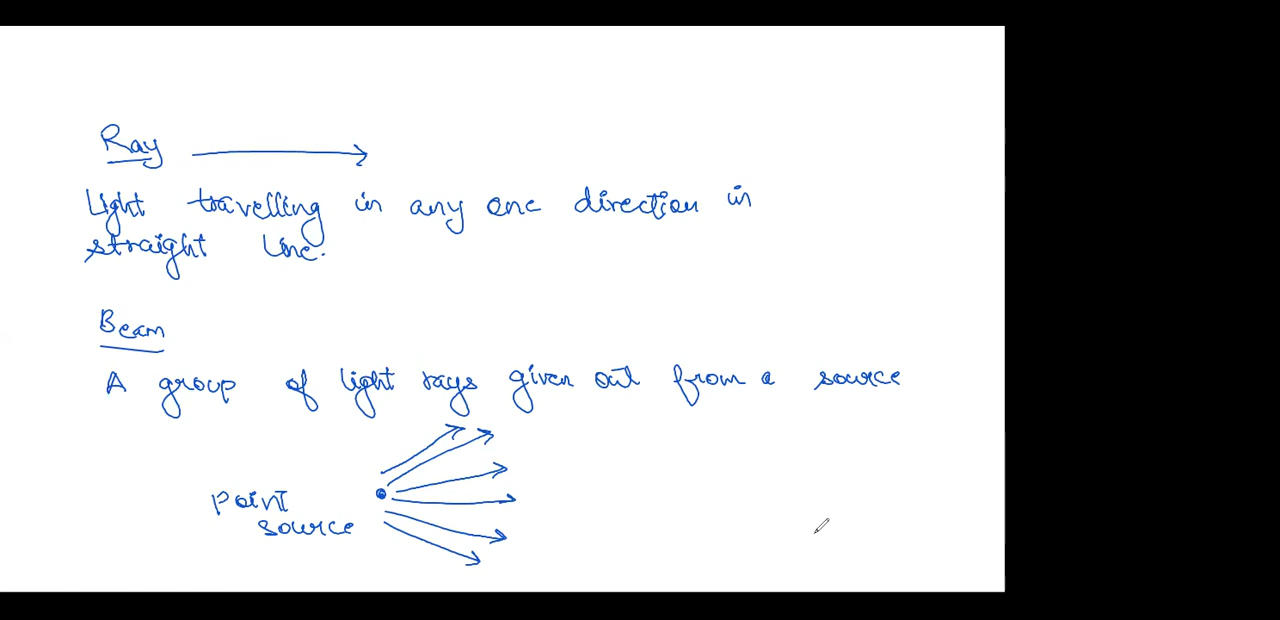 Ray
Light travelling in any one direction in
straight line.
Beam
A group of light rays given out from a source
point
source